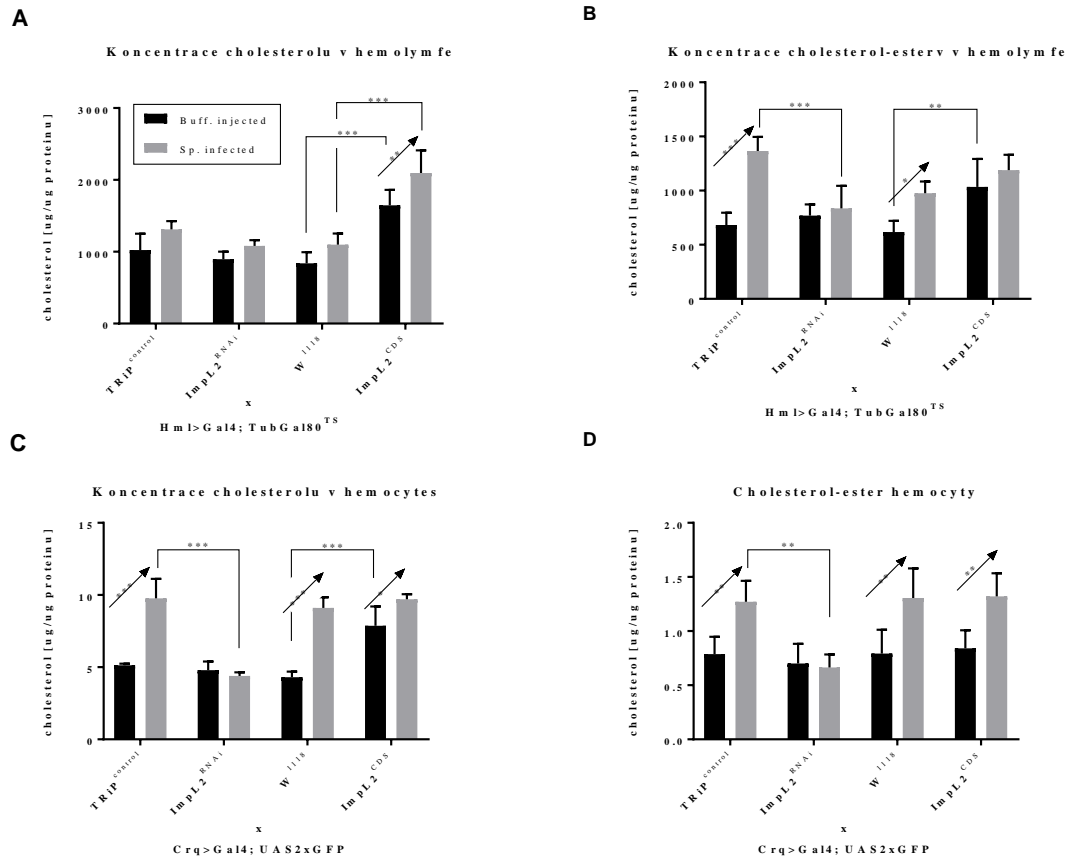 A
Koncentrace cholesterolu v hemolymfe
cholesterol [ug/ug proteinu]
3000
2000
1000
0
Buff. injected
Sp. infected
***
***
**
TRiP control
ImpL2 RNAi
W 1118
ImpL2 CDS
x
Hml>Gal4; TubGal80 TS
B
Koncentrace cholesterol-esterv v hemolymfe
cholesterol [ug/ug proteinu]
2000
1500
1000
500
0
***
***
**
*
TRiP control
ImpL2 RNAi
W 1118
ImpL2 CDS
x
Hml>Gal4; TubGal80 TS
C
Koncentrace cholesterolu v hemocytes
cholesterol [ug/ug proteinu]
15
10
5
0
***
***
***
***
*
TRiP control
ImpL2 RNAi
W 1118
ImpL2 CDS
x
Crq>Gal4; UAS2xGFP
D
Cholesterol-ester hemocyty
cholesterol [ug/ug proteinu]
2.0
1.5
1.0
0.5
0.0
**
**
**
**
TRiP control
ImpL2 RNAi
W 1118
ImpL2 CDS
x
Crq>Gal4; UAS2xGFP